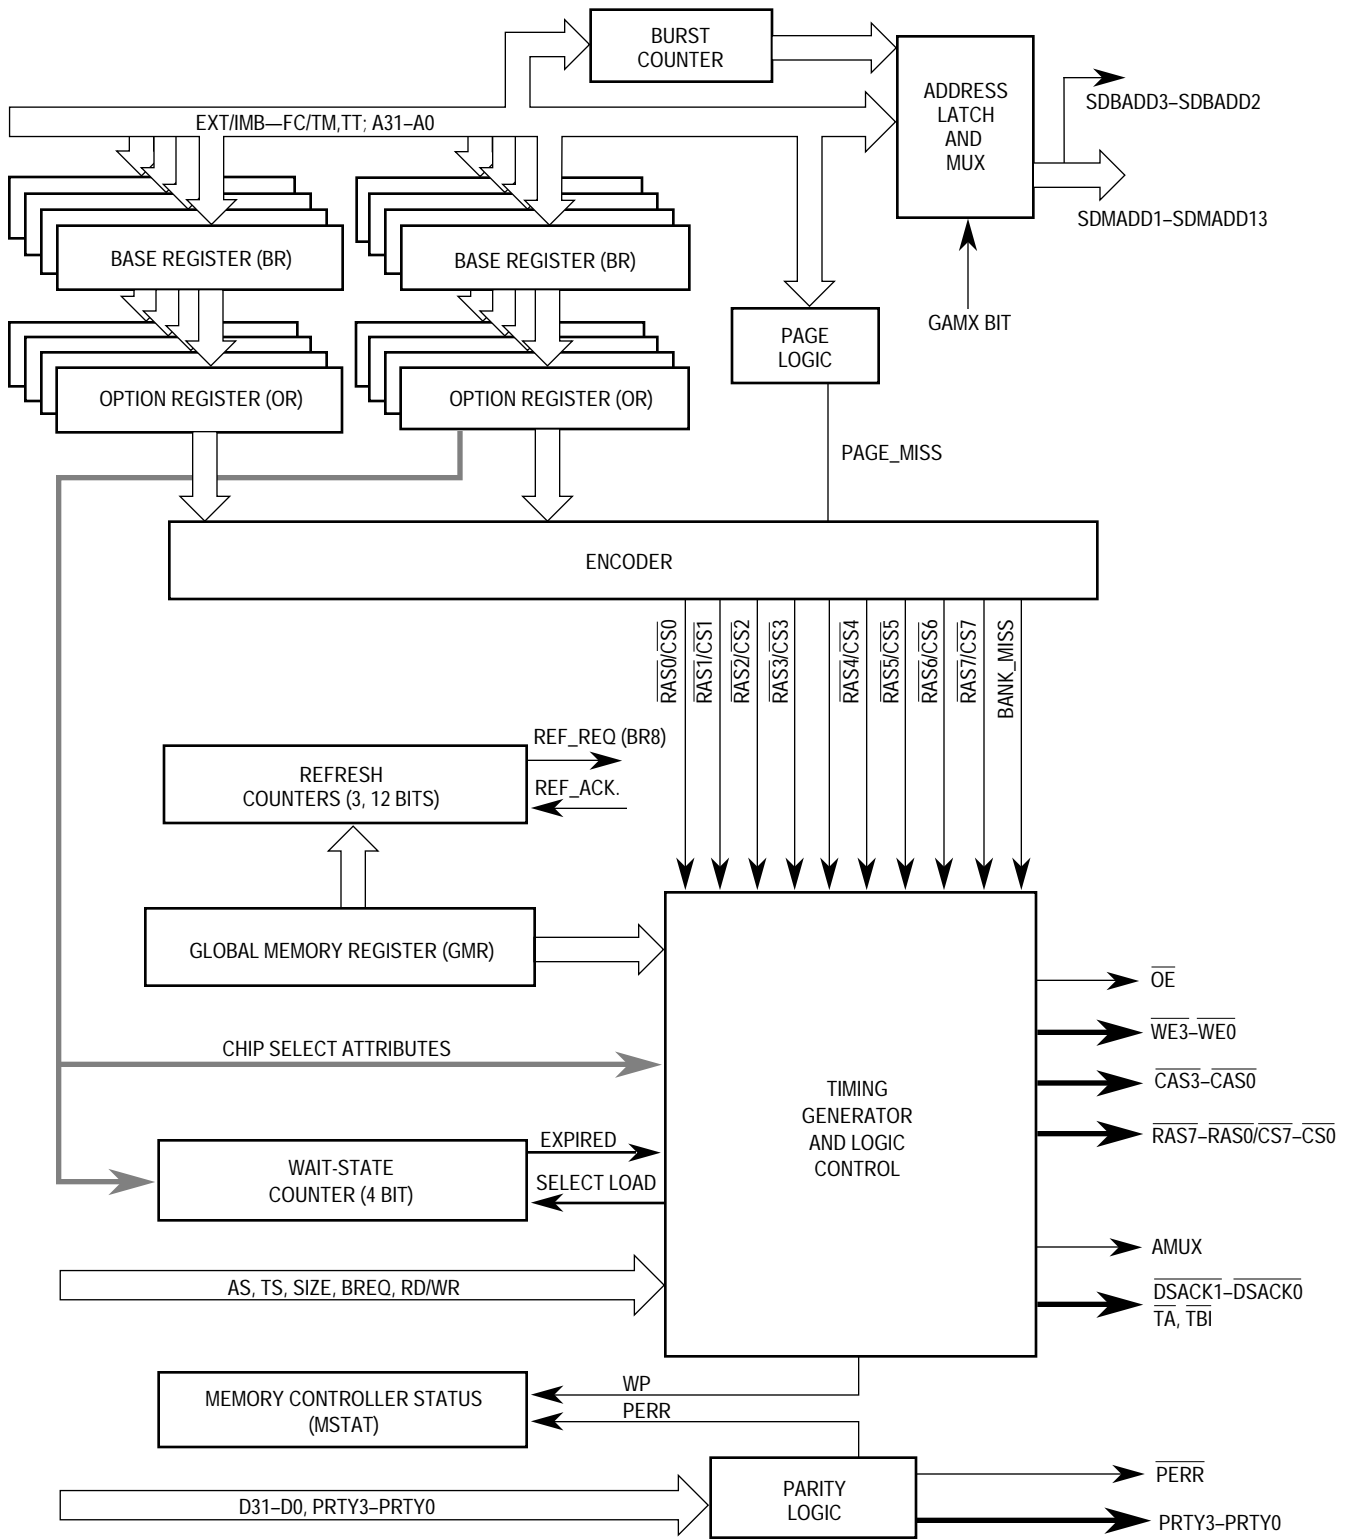 BURST
COUNTER
ADDRESS
LATCH
AND
MUX
SDBADD3–SDBADD2
EXT/IMB—FC/TM,TT; A31–A0
SDMADD1–SDMADD13
BASE REGISTER (BR)
BASE REGISTER (BR)
GAMX BIT
PAGE
LOGIC
OPTION REGISTER (OR)
OPTION REGISTER (OR)
PAGE_MISS
ENCODER
RAS0/CS0
RAS1/CS1
RAS2/CS2
RAS3/CS3
RAS4/CS4
RAS5/CS5
RAS6/CS6
RAS7/CS7
BANK_MISS
REF_REQ (BR8)
REFRESH
COUNTERS (3, 12 BITS)
REF_ACK.
GLOBAL MEMORY REGISTER (GMR)
OE
WE3–WE0
CHIP SELECT ATTRIBUTES
CAS3–CAS0
TIMING
GENERATOR
AND LOGIC
CONTROL
RAS7–RAS0/CS7–CS0
EXPIRED
WAIT-STATE
COUNTER (4 BIT)
SELECT LOAD
AMUX
AS, TS, SIZE, BREQ, RD/WR
DSACK1–DSACK0
TA, TBI
WP
MEMORY CONTROLLER STATUS
(MSTAT)
PERR
PERR
PARITY
LOGIC
D31–D0, PRTY3–PRTY0
PRTY3–PRTY0